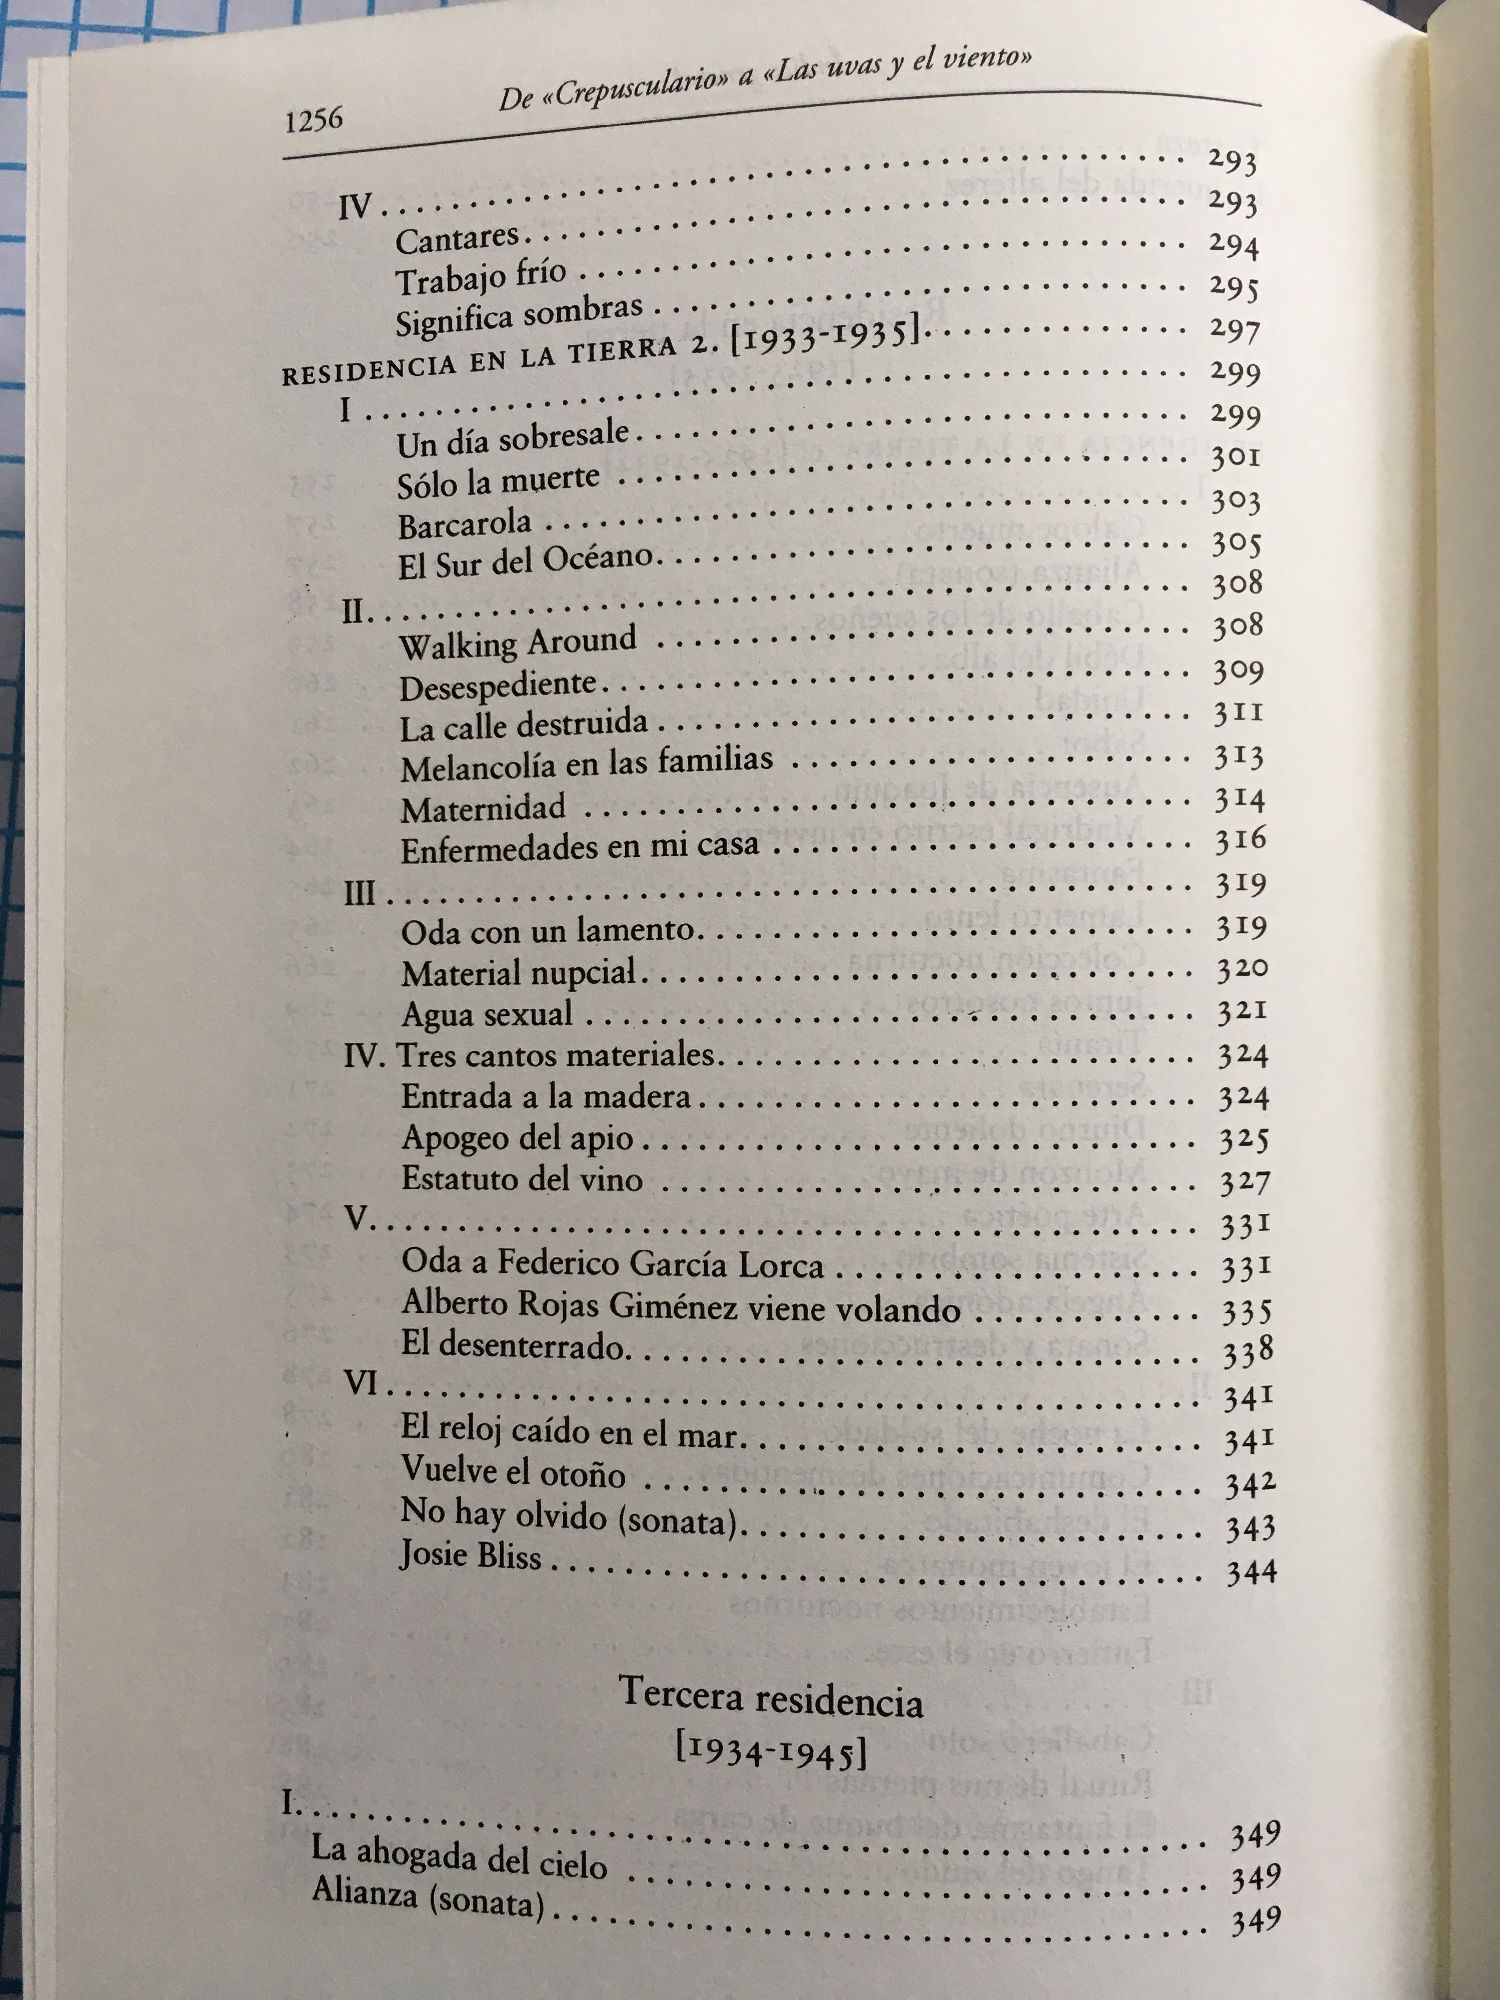 1256 De «Crepusculario» a «Las uvas y el viento»
IV . . . . . . . . . . . . . . . . . . . . . . . . . . . . . . 293
Cantares. . . . . . . . . . . . . . . . . . . . . . . . . . . . . . 293
Trabajo frío . . . . . . . . . . . . . . . . . . . . . . . . . . . . . . 294
Significa sombras . . . . . . . . . . . . . . . . . . . . . . . . . 295
RESIDENCIA EN LA TIERRA 2. [1933-1935]. . . . . . . . . . . . . 297
I . . . . . . . . . . . . . . . . . . . . . . . . . . . . . . 299
Un día sobresale. . . . . . . . . . . . . . . . . . . . . . . . . 299
Sólo la muerte . . . . . . . . . . . . . . . . . . . . . . . . . 301
Barcarola . . . . . . . . . . . . . . . . . . . . . . . . . . . . . 303
El Sur del Océano. . . . . . . . . . . . . . . . . . . . . . . . 305
II. . . . . . . . . . . . . . . . . . . . . . . . . . . . . . 308
Walking Around . . . . . . . . . . . . . . . . . . . . . . . . 308
Desespediente. . . . . . . . . . . . . . . . . . . . . . . . . . 309
La calle destruida . . . . . . . . . . . . . . . . . . . . . . . . 311
Melancolía en las familias . . . . . . . . . . . . . . . . . . 313
Maternidad . . . . . . . . . . . . . . . . . . . . . . . . . . . 314
Enfermedades en mi casa . . . . . . . . . . . . . . . . . . . 316
III . . . . . . . . . . . . . . . . . . . . . . . . . . . . . . 319
Oda con un lamento. . . . . . . . . . . . . . . . . . . . . . 319
Material nupcial. . . . . . . . . . . . . . . . . . . . . . . . . 320
Agua sexual . . . . . . . . . . . . . . . . . . . . . . . . . . . 321
IV. Tres cantos materiales. . . . . . . . . . . . . . . . . . . . . 324
Entrada a la madera . . . . . . . . . . . . . . . . . . . . . . 324
Apogeo del apio . . . . . . . . . . . . . . . . . . . . . . . . . 325
Estatuto del vino . . . . . . . . . . . . . . . . . . . . . . . . 327
V. . . . . . . . . . . . . . . . . . . . . . . . . . . . . . 331
Oda a Federico García Lorca . . . . . . . . . . . . . . . . 331
Alberto Rojas Giménez viene volando . . . . . . . . . . . 335
El desenterrado. . . . . . . . . . . . . . . . . . . . . . . . . 338
VI . . . . . . . . . . . . . . . . . . . . . . . . . . . . . . 341
El reloj caído en el mar. . . . . . . . . . . . . . . . . . . . 341
Vuelve el otoño . . . . . . . . . . . . . . . . . . . . . . . . 342
No hay olvido (sonata). . . . . . . . . . . . . . . . . . . . 343
Josie Bliss . . . . . . . . . . . . . . . . . . . . . . . . . . . . 344
Tercera residencia
[1934-1945]
I. . . . . . . . . . . . . . . . . . . . . . . . . . . . . . 349
La ahogada del cielo . . . . . . . . . . . . . . . . . . . . . . . . . 349
Alianza (sonata) . . . . . . . . . . . . . . . . . . . . . . . . . . . 349